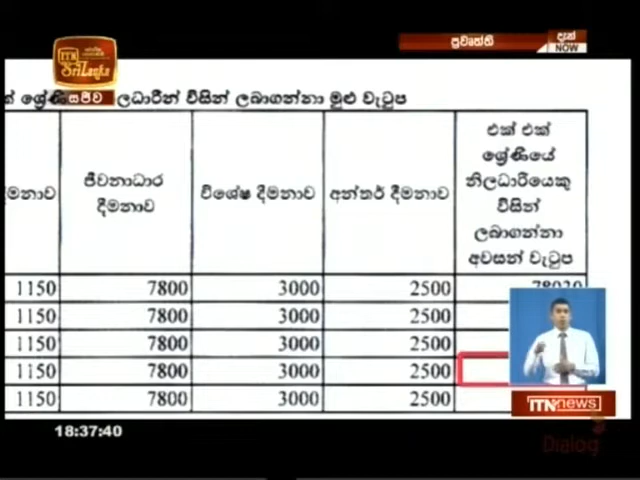 ප්‍රවෘත්ති
දැන්
NOW
ITN
Sri Lanka
සජීව
ලධාරීන් විසින් ලබාගන්නා මුළු වැටුප
දීමනාව
ජීවනාධාර
දීමනාව
විශේෂ දීමනාව
අන්තර් දීමනාව
එක් එක්
ශ්‍රේණියේ
නිලධාරියෙකු
විසින්
ලබාගන්නා
අවසන් වැටුප
1150 7800 3000 2500
1150 7800 3000 2500
1150 7800 3000 2500
1150 7800 3000 2500
1150 7800 3000 2500
ITN news
18:37:40
Dialog